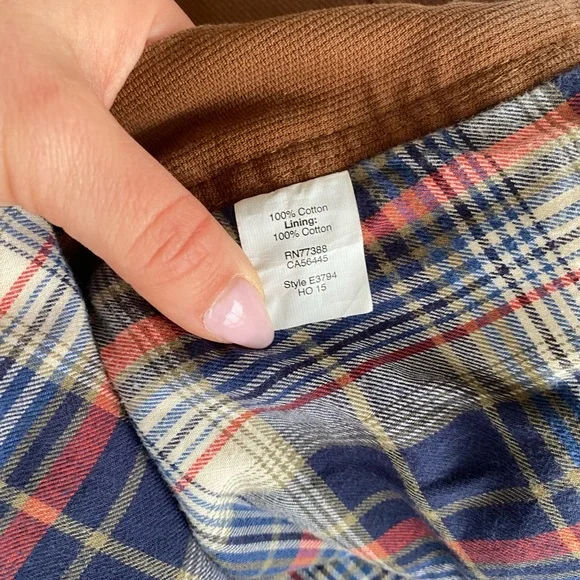 100% Cotton
Lining:
100% Cotton
RN77388
CA56445
Style E3794
HO 15